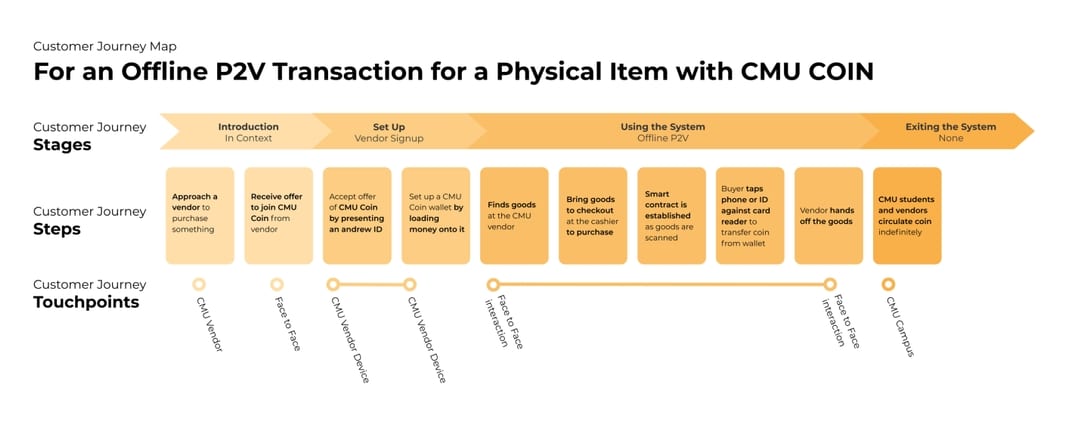 Customer Journey Map
For an Offline P2V Transaction for a Physical Item with CMU COIN
Customer Journey
Stages
Introduction
In Context
Set Up
Vendor Signup
Using the System
Offline P2V
Exiting the System
None
Customer Journey
Steps
Approach a
vendor to
purchase
something
Receive offer
to join CMU
Coin from
vendor
Accept offer
of CMU Coin
by presenting
an andrew ID
Set up a CMU
Coin wallet by
loading
money onto it
Finds goods
at the CMU
vendor
Bring goods
to checkout
at the cashier
to purchase
Smart
contract is
established
as goods are
scanned
Buyer taps
phone or ID
against card
reader to
transfer coin
from wallet
Vendor hands
off the goods
CMU students
and vendors
circulate coin
indefinitely
Customer Journey
Touchpoints
CMU Vendor
Face to Face
CMU Vendor Device
CMU Vendor Device
Face to Face
interaction
Face to Face
interaction
CMU Campus